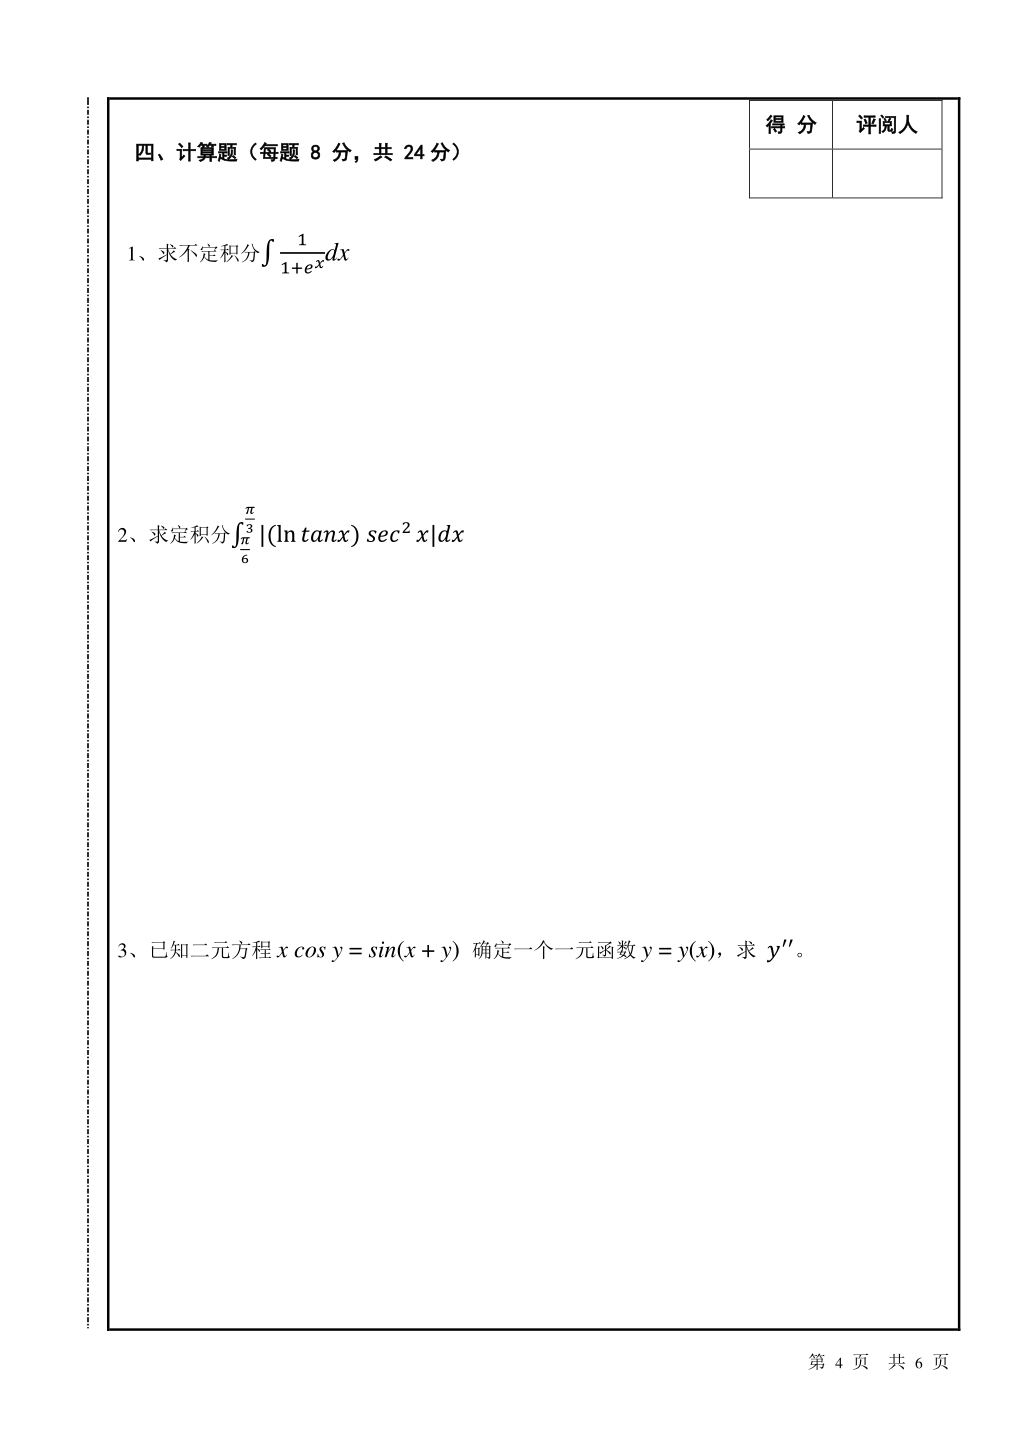 得 分 评阅人
四、计算题（每题 8 分，共 24 分）
1、求不定积分∫ \frac{1}{1+e^x}dx
2、求定积分∫_{\frac{π}{6}}^{\frac{π}{3}} |(ln tanx) sec² x|dx
3、已知二元方程 x cos y = sin(x + y) 确定一个一元函数 y = y(x)，求 y′′。
第 4 页 共 6 页